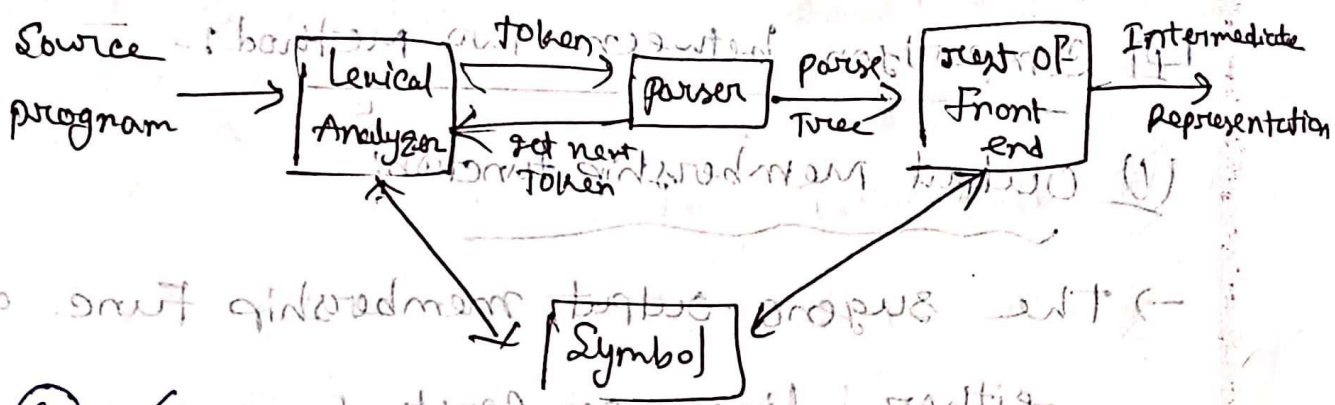 Source
program
Lexical
Analyzer
Token
get next
Token
parser
parse
Tree
rest OF
Front
end
Intermediate
Representation
Symbol